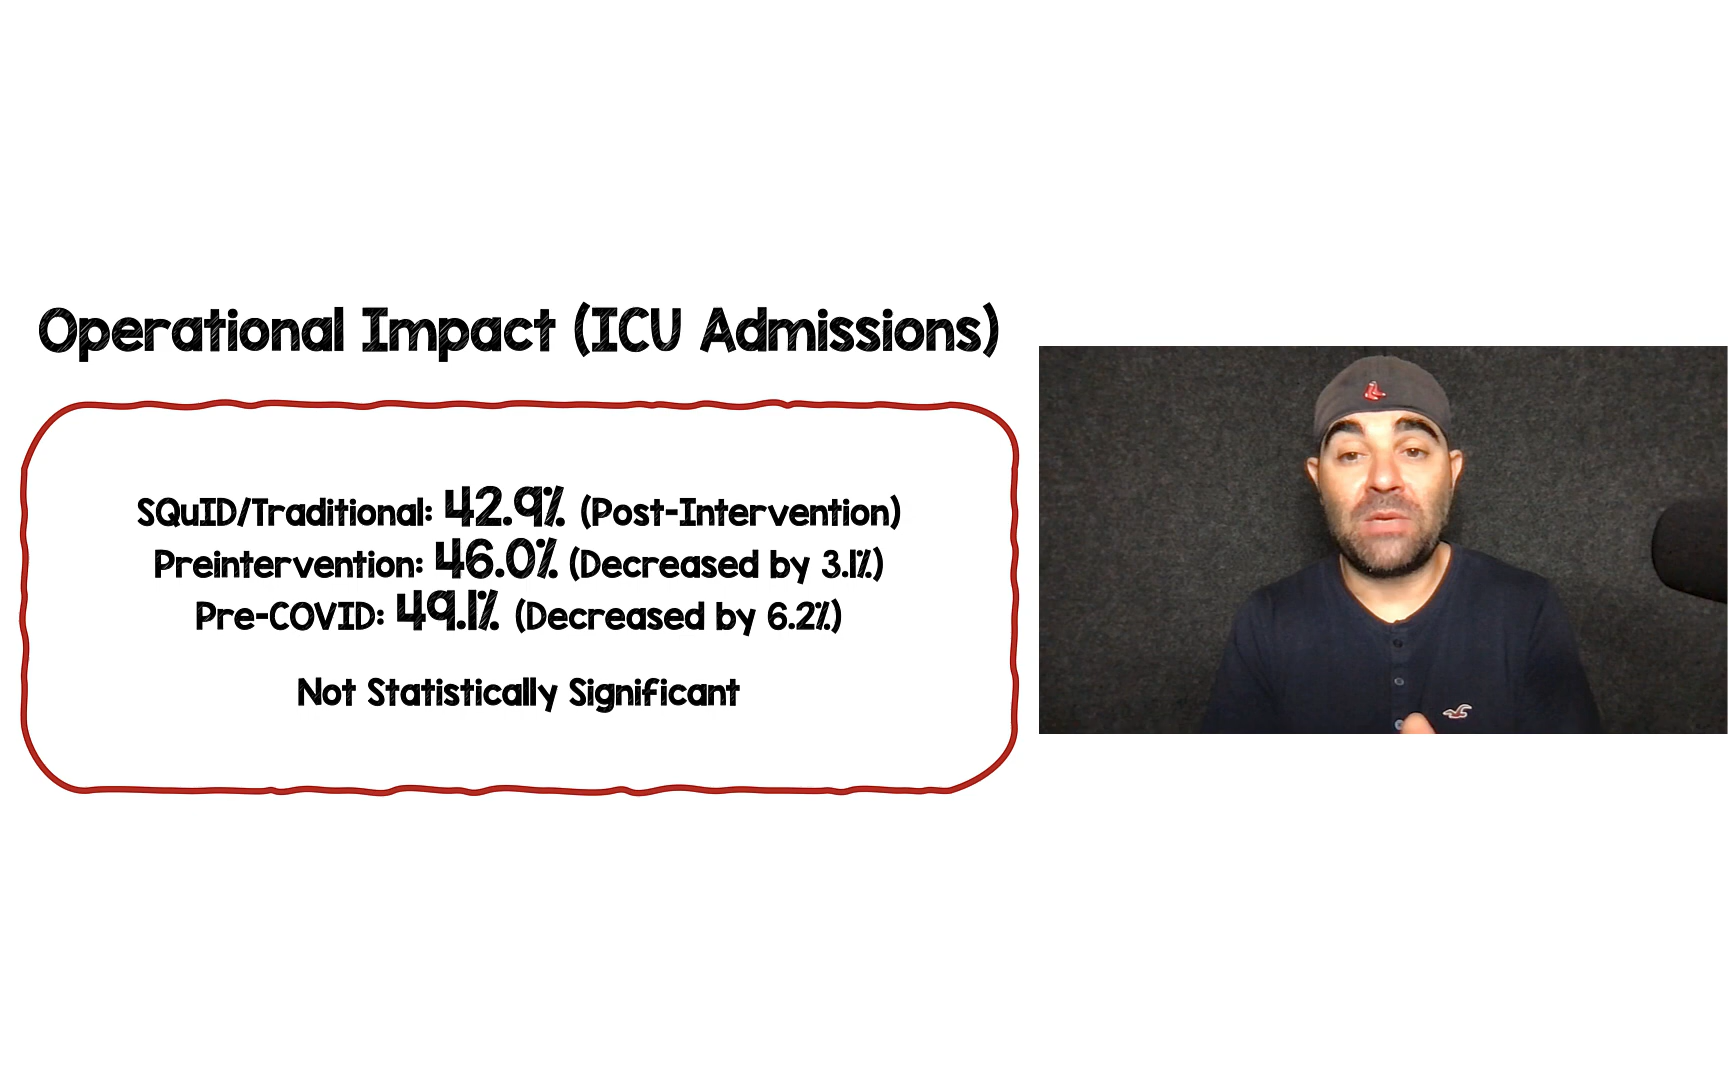 Operational Impact (ICU Admissions)
SQuID/Traditional: 42.9% (Post-Intervention)
Preintervention: 46.0% (Decreased by 3.1%)
Pre-COVID: 49.1% (Decreased by 6.2%)
Not Statistically Significant